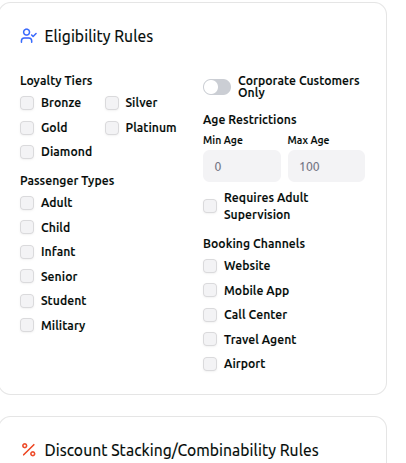 Eligibility Rules
Loyalty Tiers
Bronze
Silver
Gold
Platinum
Diamond
Passenger Types
Adult
Child
Infant
Senior
Student
Military
Corporate Customers
Only
Age Restrictions
Min Age
Max Age
0
100
Requires Adult
Supervision
Booking Channels
Website
Mobile App
Call Center
Travel Agent
Airport
Discount Stacking/Combinability Rules